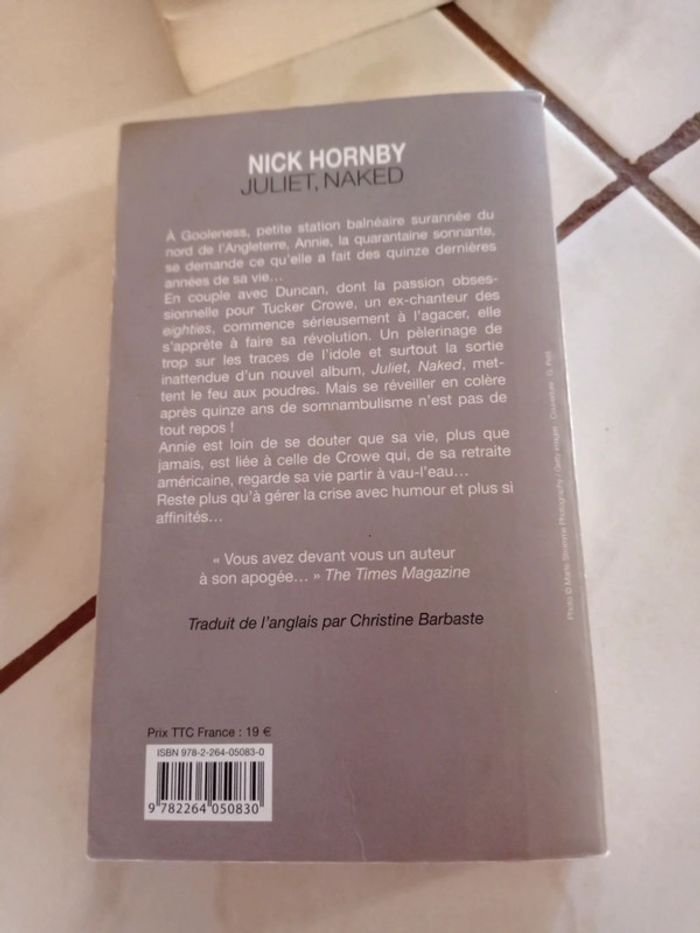 NICK HORNBY
JULIET, NAKED
À Gooleness, petite station balnéaire surannée du
nord de l'Angleterre, Annie, la quarantaine sonnante,
se demande ce qu'elle a fait des quinze dernières
années de sa vie…
En couple avec Duncan, dont la passion obses-
sionnelle pour Tucker Crowe, un ex-chanteur des
eighties, commence sérieusement à l'agacer, elle
s'apprête à faire sa révolution. Un pèlerinage de
trop sur les traces de l'idole et surtout la sortie
inattendue d'un nouvel album, Juliet, Naked, met-
tent le feu aux poudres. Mais se réveiller en colère
après quinze ans de somnambulisme n'est pas de
tout repos !
Annie est loin de se douter que sa vie, plus que
jamais, est liée à celle de Crowe qui, de sa retraite
américaine, regarde sa vie partir à vau-l'eau…
Reste plus qu'à gérer la crise avec humour et plus si
affinités…
« Vous avez devant vous un auteur
à son apogée… » The Times Magazine
Traduit de l'anglais par Christine Barbaste
Prix TTC France : 19 €
ISBN 978-2-264-05083-0
9 782264 050830
Photo © Photography / Getty Images Couverture : G.